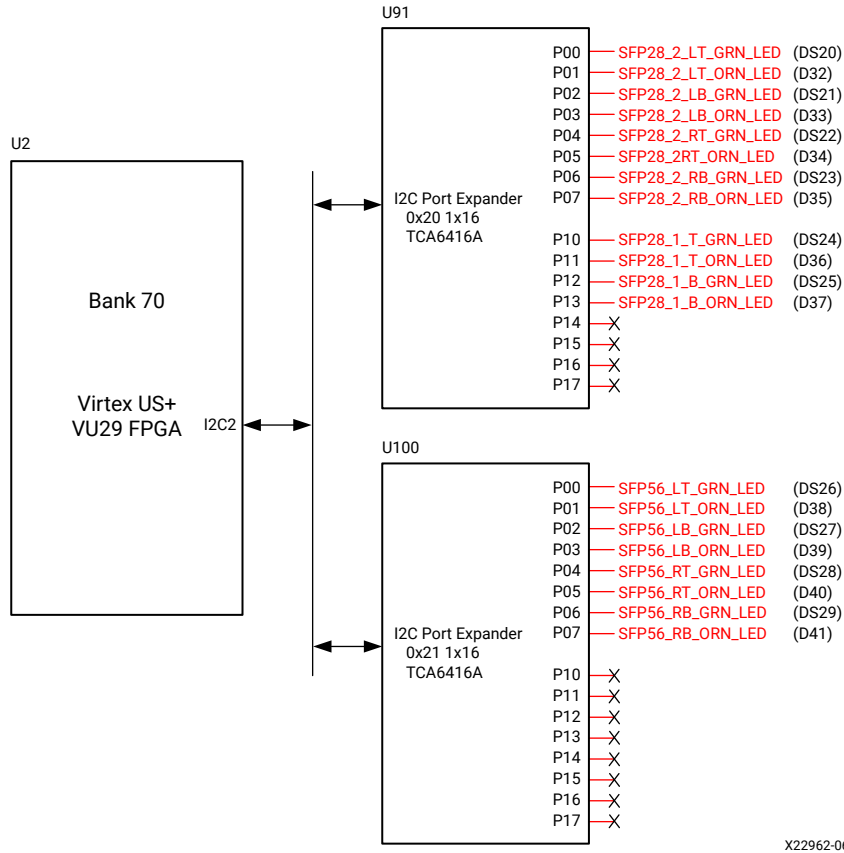 U91
P00 SFP28_2_LT_GRN_LED (DS20)
P01 SFP28_2_LT_ORN_LED (D32)
P02 SFP28_2_LB_GRN_LED (DS21)
P03 SFP28_2_LB_ORN_LED (D33)
P04 SFP28_2_RT_GRN_LED (DS22)
P05 SFP28_2RT_ORN_LED (D34)
P06 SFP28_2_RB_GRN_LED (DS23)
P07 SFP28_2_RB_ORN_LED (D35)
I2C Port Expander
0x20 1x16
TCA6416A
P10 SFP28_1_T_GRN_LED (DS24)
P11 SFP28_1_T_ORN_LED (D36)
P12 SFP28_1_B_GRN_LED (DS25)
P13 SFP28_1_B_ORN_LED (D37)
P14
P15
P16
P17
U2
Bank 70
Virtex US+
VU29 FPGA
I2C2
U100
P00 SFP56_LT_GRN_LED (DS26)
P01 SFP56_LT_ORN_LED (D38)
P02 SFP56_LB_GRN_LED (DS27)
P03 SFP56_LB_ORN_LED (D39)
P04 SFP56_RT_GRN_LED (DS28)
P05 SFP56_RT_ORN_LED (D40)
P06 SFP56_RB_GRN_LED (DS29)
P07 SFP56_RB_ORN_LED (D41)
I2C Port Expander
0x21 1x16
TCA6416A
P10
P11
P12
P13
P14
P15
P16
P17
X22962-06